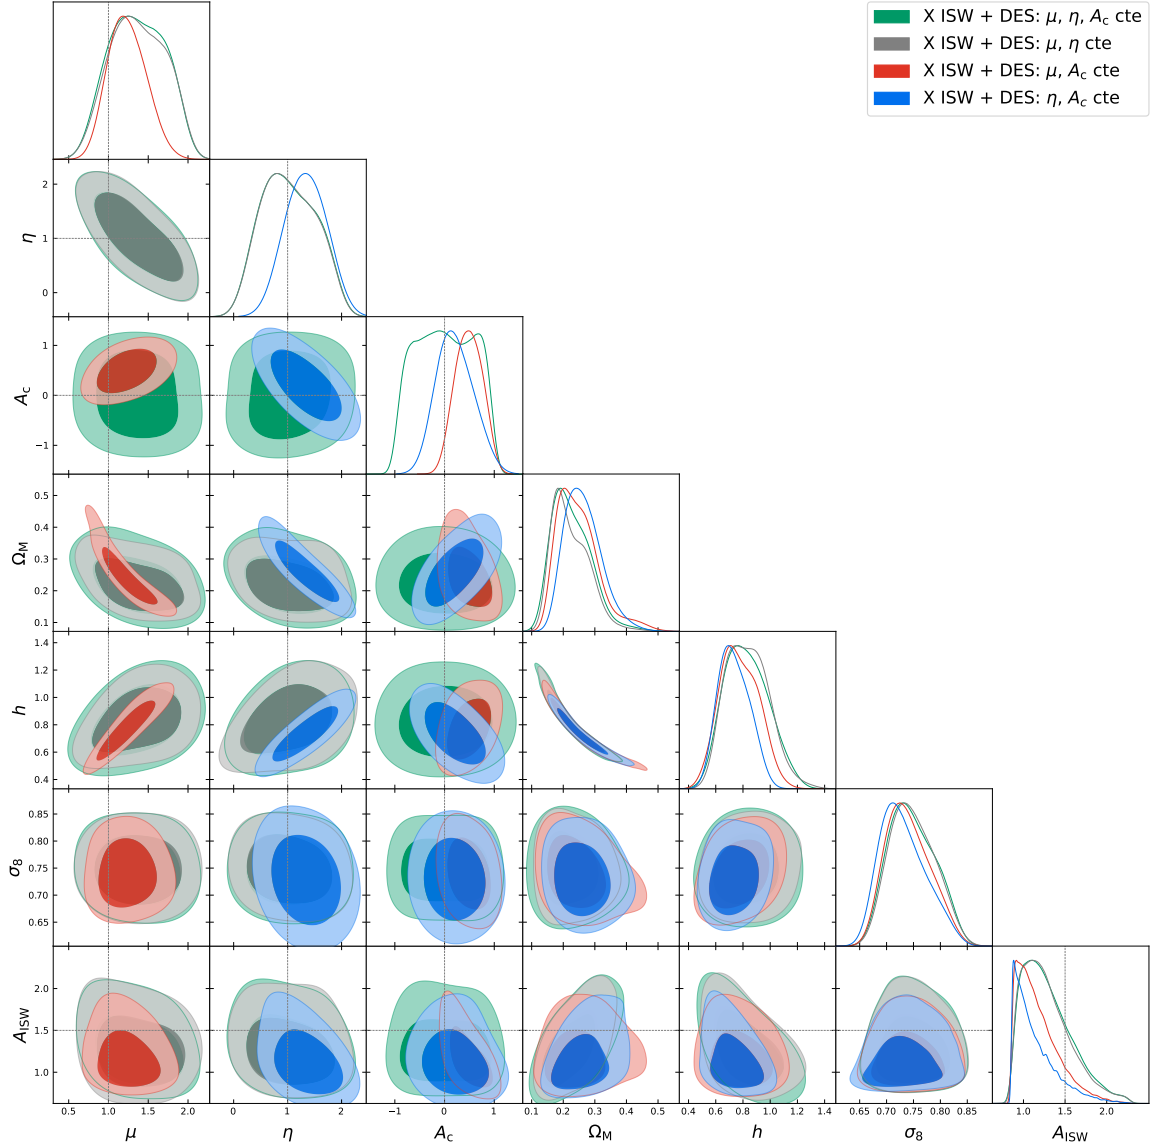 X ISW + DES: μ, η, A_c cte
X ISW + DES: μ, η cte
X ISW + DES: μ, A_c cte
X ISW + DES: η, A_c cte
2
1
0
η
1
0
−1
A_c
0.5
0.4
0.3
0.2
0.1
Ω_M
1.4
1.2
1.0
0.8
0.6
0.4
h
0.85
0.80
0.75
0.70
0.65
σ_8
2.0
1.5
1.0
A_ISW
0.5 1.0 1.5 2.0
0 1 2
−1 0 1
0.1 0.2 0.3 0.4 0.5
0.4 0.6 0.8 1.0 1.2 1.4
0.65 0.70 0.75 0.80 0.85
1.0 1.5 2.0
μ
η
A_c
Ω_M
h
σ_8
A_ISW